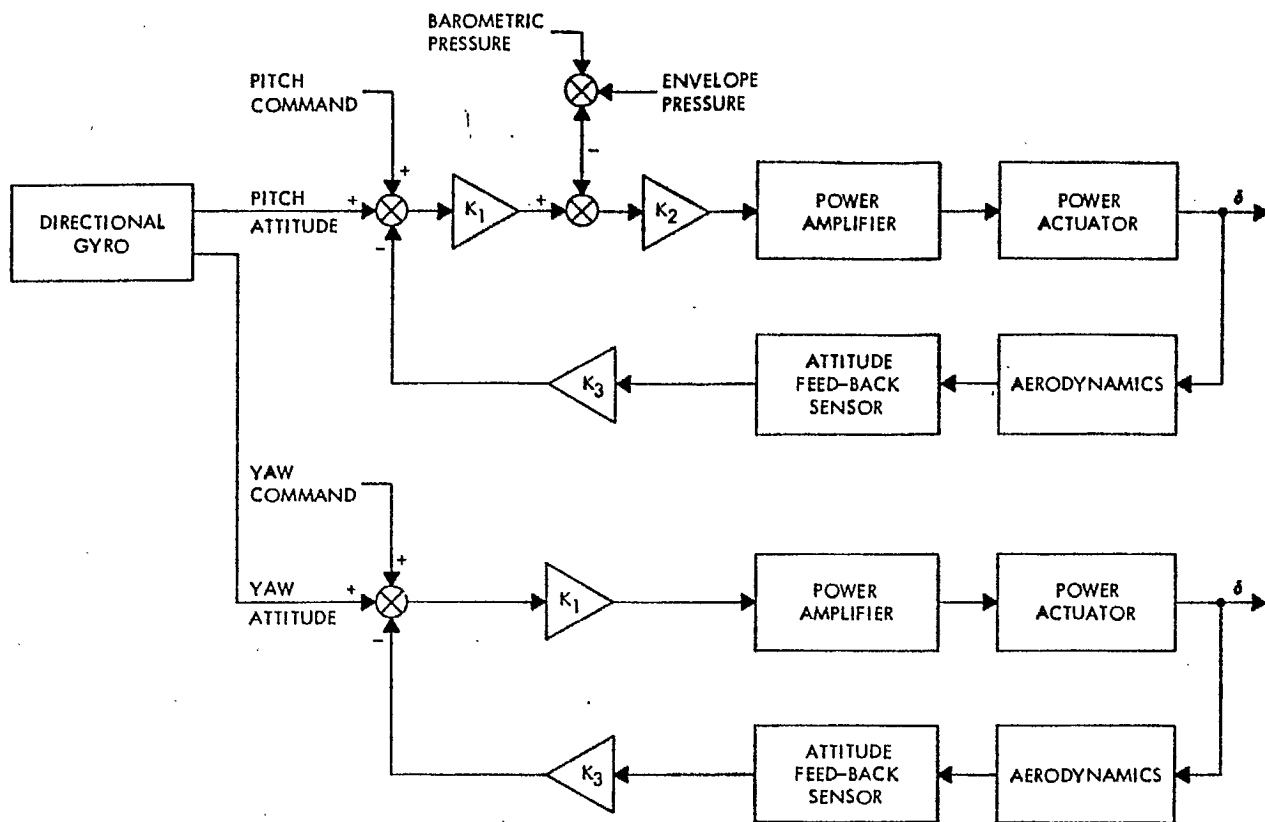 BAROMETRIC
PRESSURE
PITCH
COMMAND
ENVELOPE
PRESSURE
+
-
DIRECTIONAL
GYRO
PITCH
ATTITUDE
+
-
K1
+
K2
POWER
AMPLIFIER
POWER
ACTUATOR
δ
K3
ATTITUDE
FEED-BACK
SENSOR
AERODYNAMICS
YAW
COMMAND
+
YAW
ATTITUDE
+
-
K1
POWER
AMPLIFIER
POWER
ACTUATOR
δ
K3
ATTITUDE
FEED-BACK
SENSOR
AERODYNAMICS